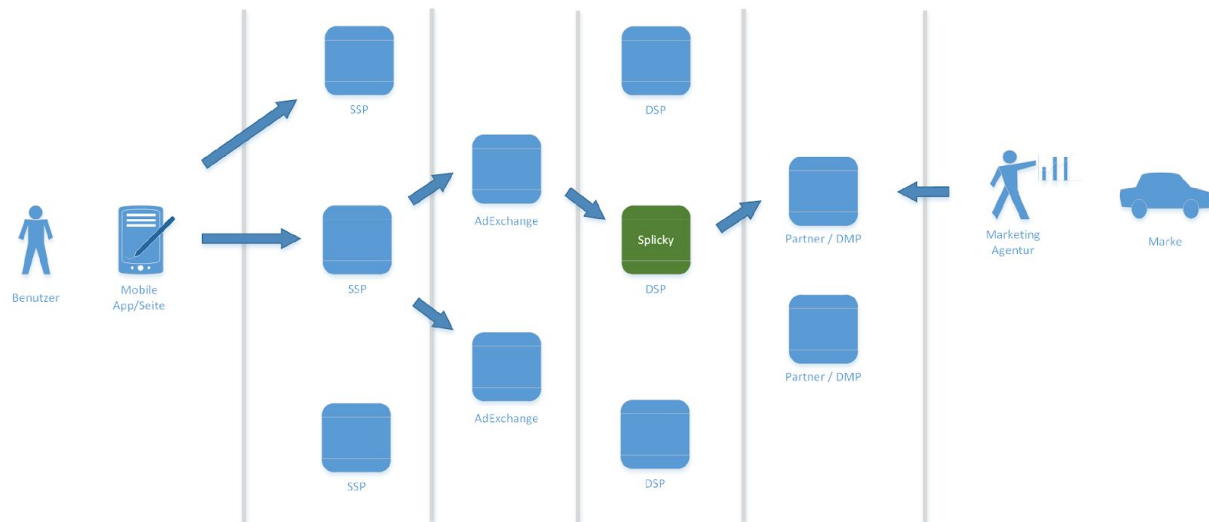 Benutzer
Mobile
App/Seite
SSP
SSP
SSP
AdExchange
AdExchange
DSP
Splicky
DSP
DSP
Partner / DMP
Partner / DMP
Marketing
Agentur
Marke